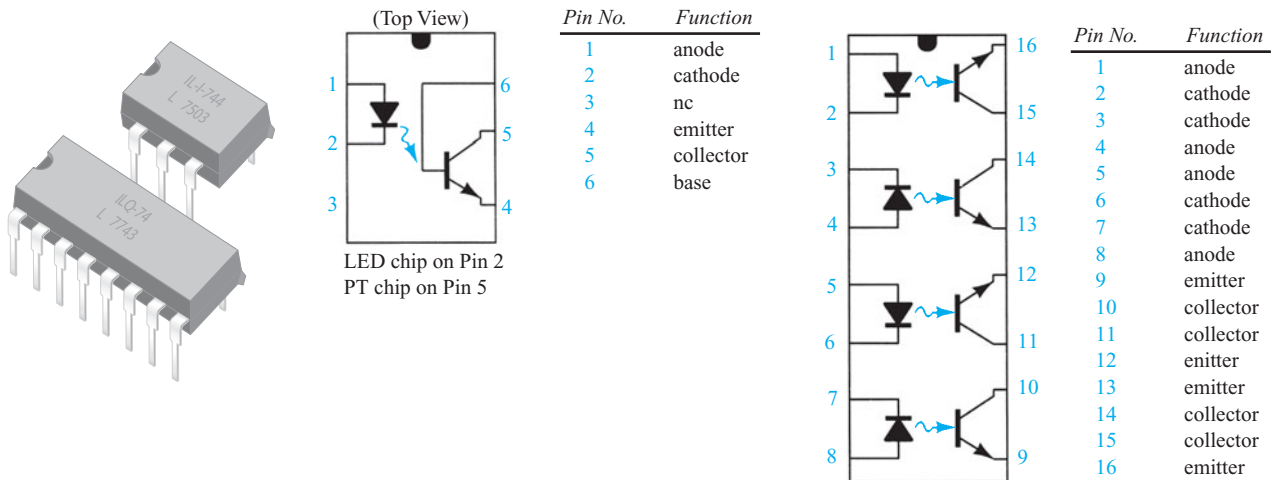 IL-I-744
L 7503
ILQ-74
L 7743
(Top View)
1
2
3
6
5
4
LED chip on Pin 2
PT chip on Pin 5
Pin No. Function
1 anode
2 cathode
3 nc
4 emitter
5 collector
6 base
1
2
3
4
5
6
7
8
16
15
14
13
12
11
10
9
Pin No. Function
1 anode
2 cathode
3 cathode
4 anode
5 anode
6 cathode
7 cathode
8 anode
9 emitter
10 collector
11 collector
12 enitter
13 emitter
14 collector
15 collector
16 emitter